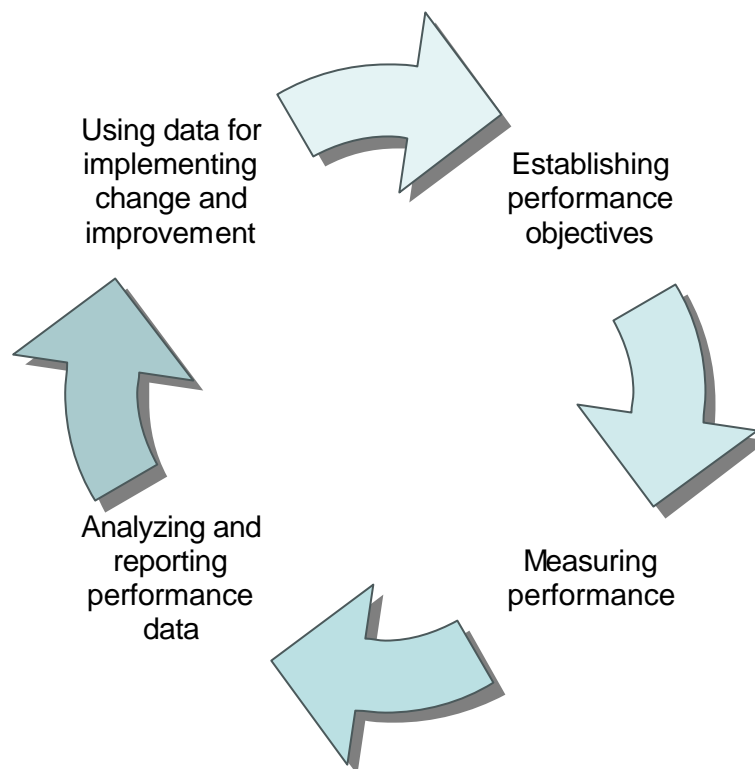 Using data for
implementing
change and
improvement
Establishing
performance
objectives
Measuring
performance
Analyzing and
reporting
performance
data